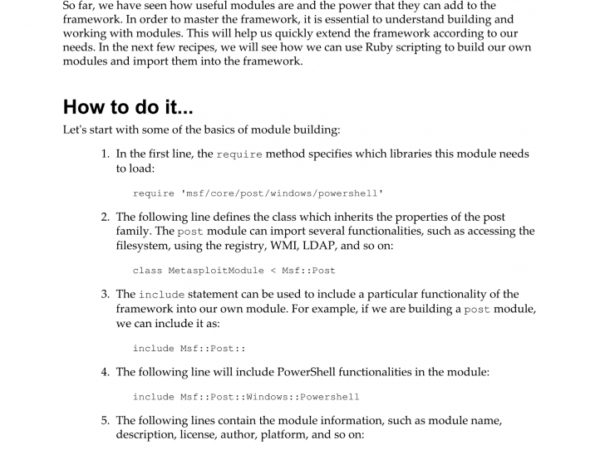 So far, we have seen how useful modules are and the power that they can add to the
framework. In order to master the framework, it is essential to understand building and
working with modules. This will help us quickly extend the framework according to our
needs. In the next few recipes, we will see how we can use Ruby scripting to build our own
modules and import them into the framework.
How to do it...
Let's start with some of the basics of module building:
1. In the first line, the require method specifies which libraries this module needs
to load:
require 'msf/core/post/windows/powershell'
2. The following line defines the class which inherits the properties of the post
family. The post module can import several functionalities, such as accessing the
filesystem, using the registry, WMI, LDAP, and so on:
class MetasploitModule < Msf::Post
3. The include statement can be used to include a particular functionality of the
framework into our own module. For example, if we are building a post module,
we can include it as:
include Msf::Post::
4. The following line will include PowerShell functionalities in the module:
include Msf::Post::Windows::Powershell
5. The following lines contain the module information, such as module name,
description, license, author, platform, and so on: